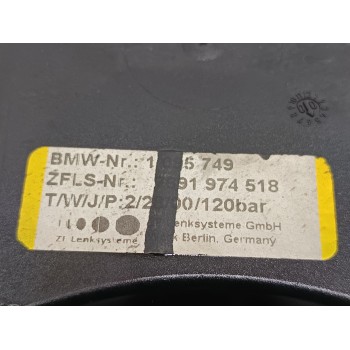 BMW-Nr.: 1 5 749
ZFLS-Nr.: 91 974 518
T/W/J/P:2/2 00/120bar
Lenksysteme GmbH
ZF Lenksysteme k Berlin, Germany